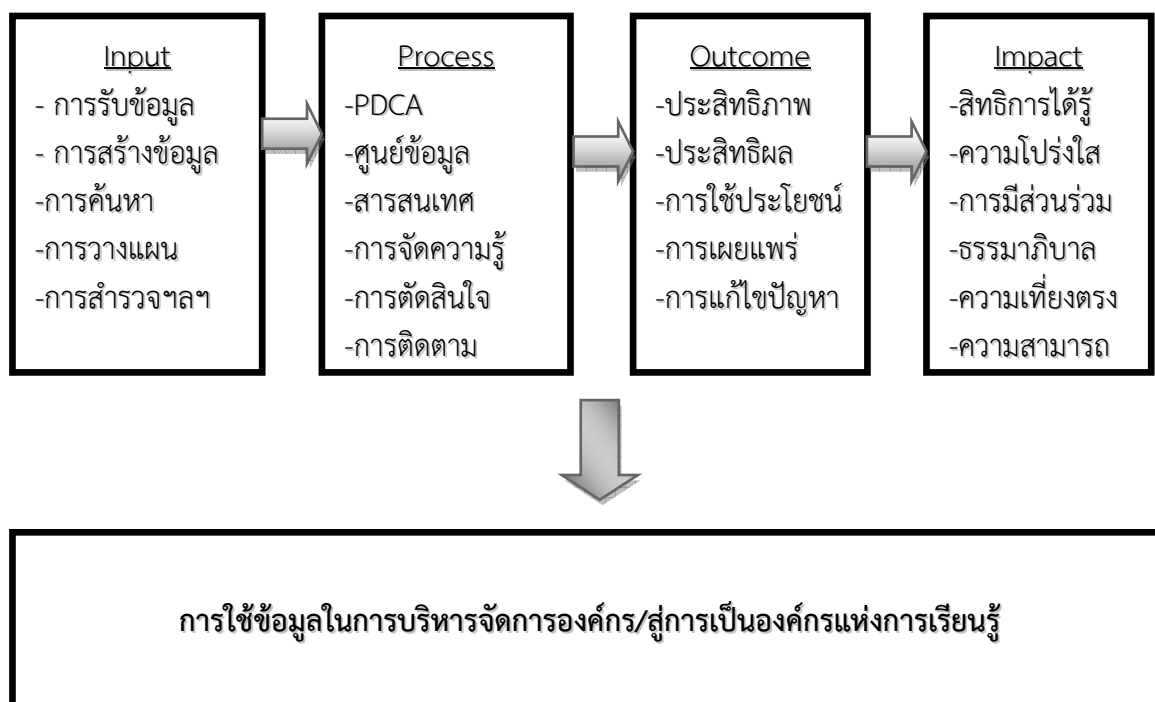 Input
- การรับข้อมูล
- การสร้างข้อมูล
-การค้นหา
-การวางแผน
-การสำรวจฯลฯ
Process
-PDCA
-ศูนย์ข้อมูล
-สารสนเทศ
-การจัดความรู้
-การตัดสินใจ
-การติดตาม
Outcome
-ประสิทธิภาพ
-ประสิทธิผล
-การใช้ประโยชน์
-การเผยแพร่
-การแก้ไขปัญหา
Impact
-สิทธิการได้รู้
-ความโปร่งใส
-การมีส่วนร่วม
-ธรรมาภิบาล
-ความเที่ยงตรง
-ความสามารถ
การใช้ข้อมูลในการบริหารจัดการองค์กร/สู่การเป็นองค์กรแห่งการเรียนรู้